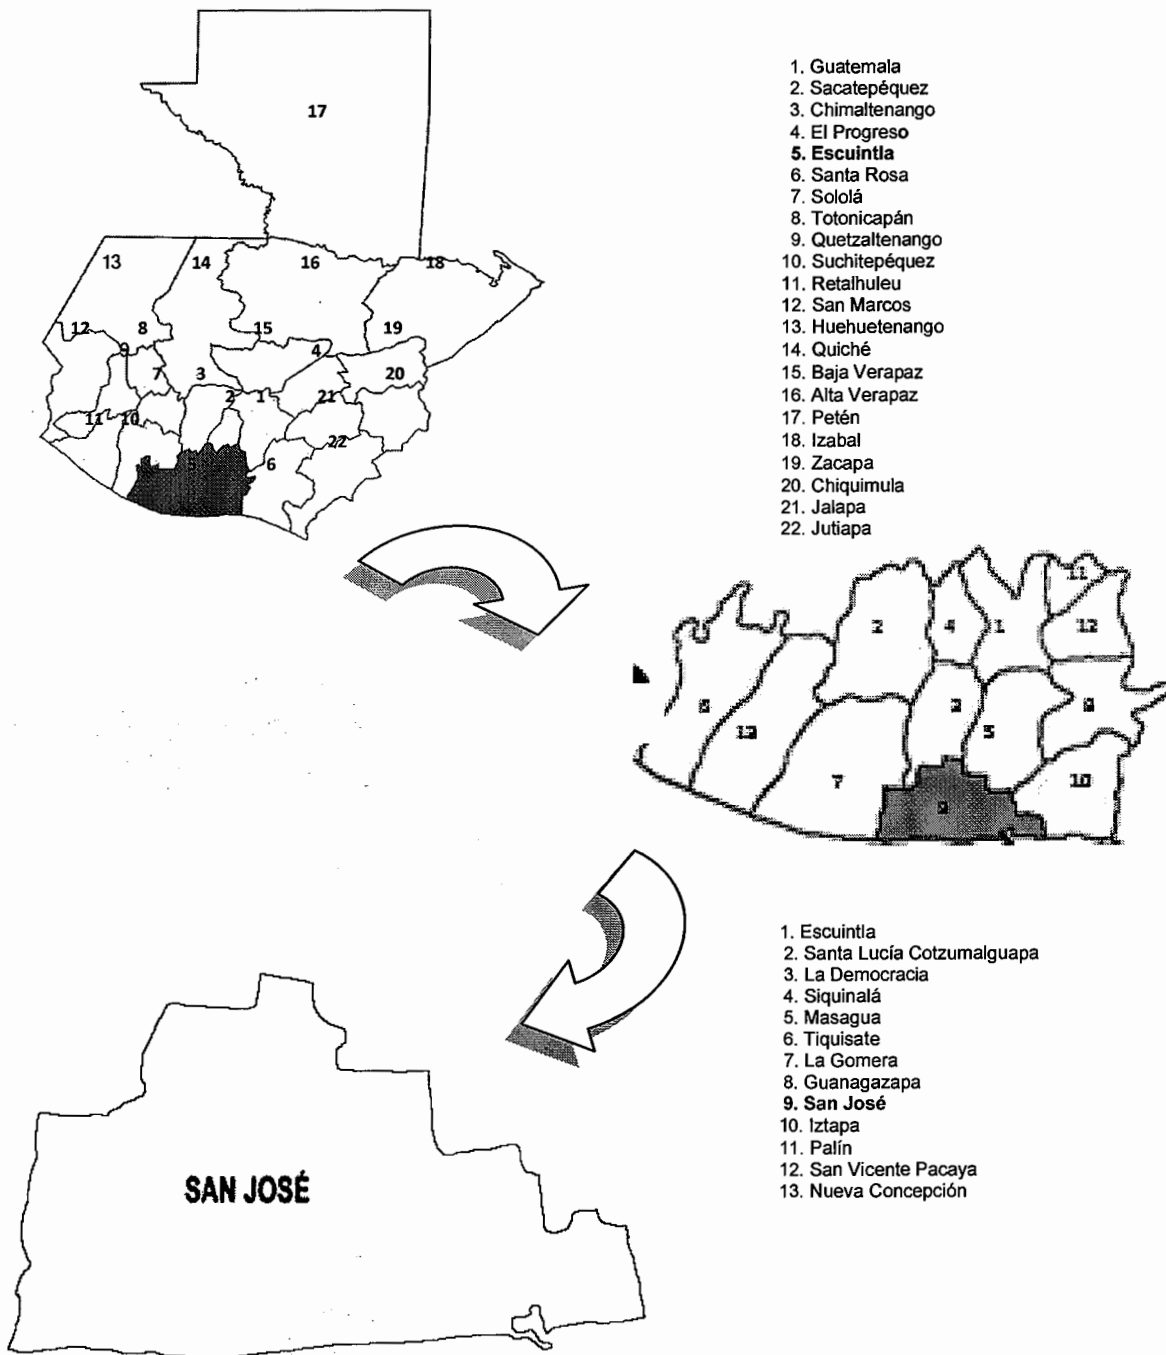 17
13
14
16
18
12
8
15
19
9
4
7
3
20
2
1
21
11
10
22
5
6
1. Guatemala
2. Sacatepéquez
3. Chimaltenango
4. El Progreso
5. Escuintla
6. Santa Rosa
7. Sololá
8. Totonicapán
9. Quetzaltenango
10. Suchitepéquez
11. Retalhuleu
12. San Marcos
13. Huehuetenango
14. Quiché
15. Baja Verapaz
16. Alta Verapaz
17. Petén
18. Izabal
19. Zacapa
20. Chiquimula
21. Jalapa
22. Jutiapa
11
2
4
1
12
3
5
13
7
10
9
1. Escuintla
2. Santa Lucía Cotzumalguapa
3. La Democracia
4. Siquinalá
5. Masagua
6. Tiquisate
7. La Gomera
8. Guanagazapa
9. San José
10. Iztapa
11. Palín
12. San Vicente Pacaya
13. Nueva Concepción
SAN JOSÉ